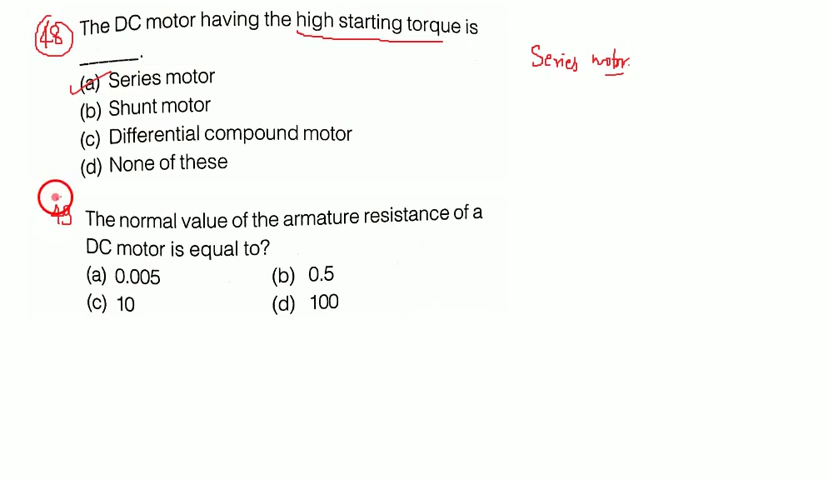 48 The DC motor having the high starting torque is
______.
(a) Series motor
(b) Shunt motor
(c) Differential compound motor
(d) None of these
Series motor.
49 The normal value of the armature resistance of a
DC motor is equal to?
(a) 0.005 (b) 0.5
(c) 10 (d) 100